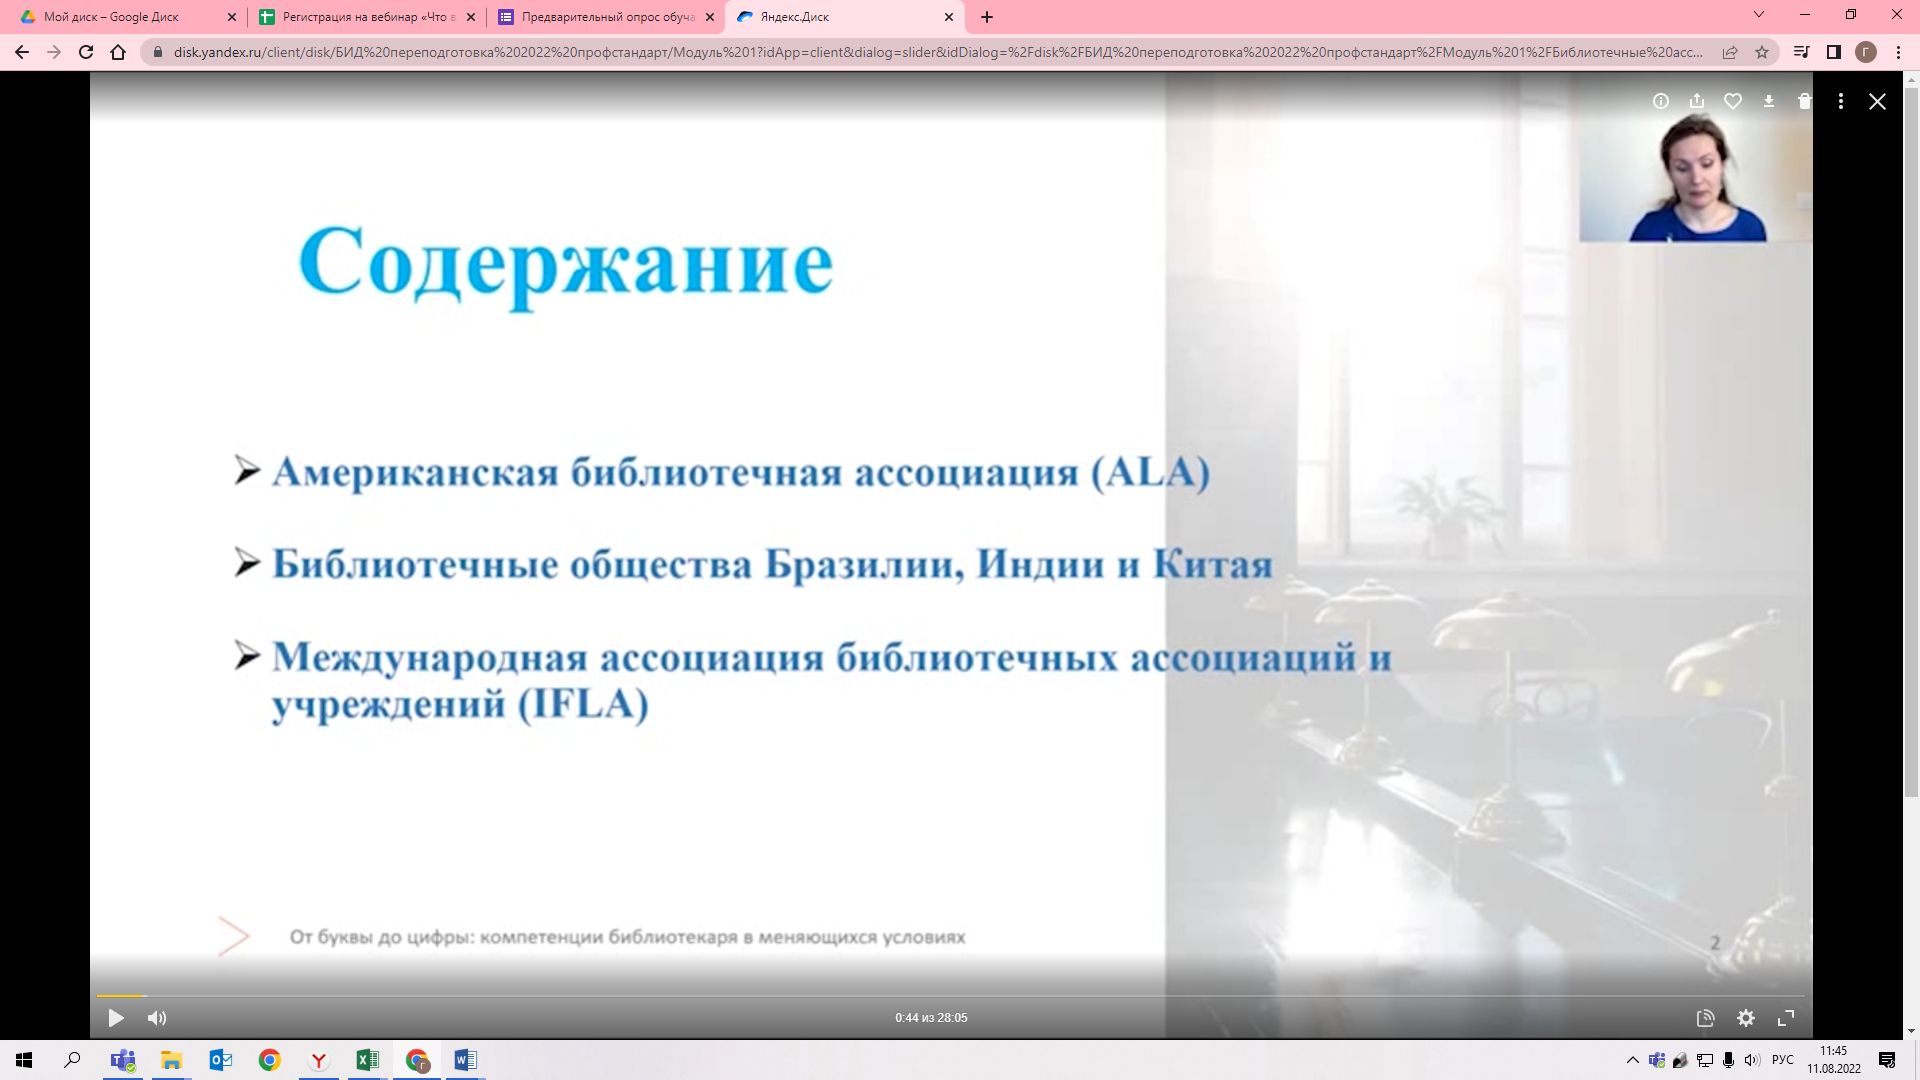 Мой диск – Google Диск
Регистрация на вебинар «Что в
Предварительный опрос обуча
Яндекс.Диск
disk.yandex.ru/client/disk/БИД%20переподготовка%202022%20профстандарт/Модуль%201?idApp=client&dialog=slider&idDialog=%2Fdisk%2FБИД%20переподготовка%202022%20профстандарт%2FМодуль%201%2FБиблиотечные%20асс...
Г
Содержание
Американская библиотечная ассоциация (ALA)
Библиотечные общества Бразилии, Индии и Китая
Международная ассоциация библиотечных ассоциаций и
учреждений (IFLA)
От буквы до цифры: компетенции библиотекаря в меняющихся условиях
2
0:44 из 28:05
РУС
11:45
11.08.2022